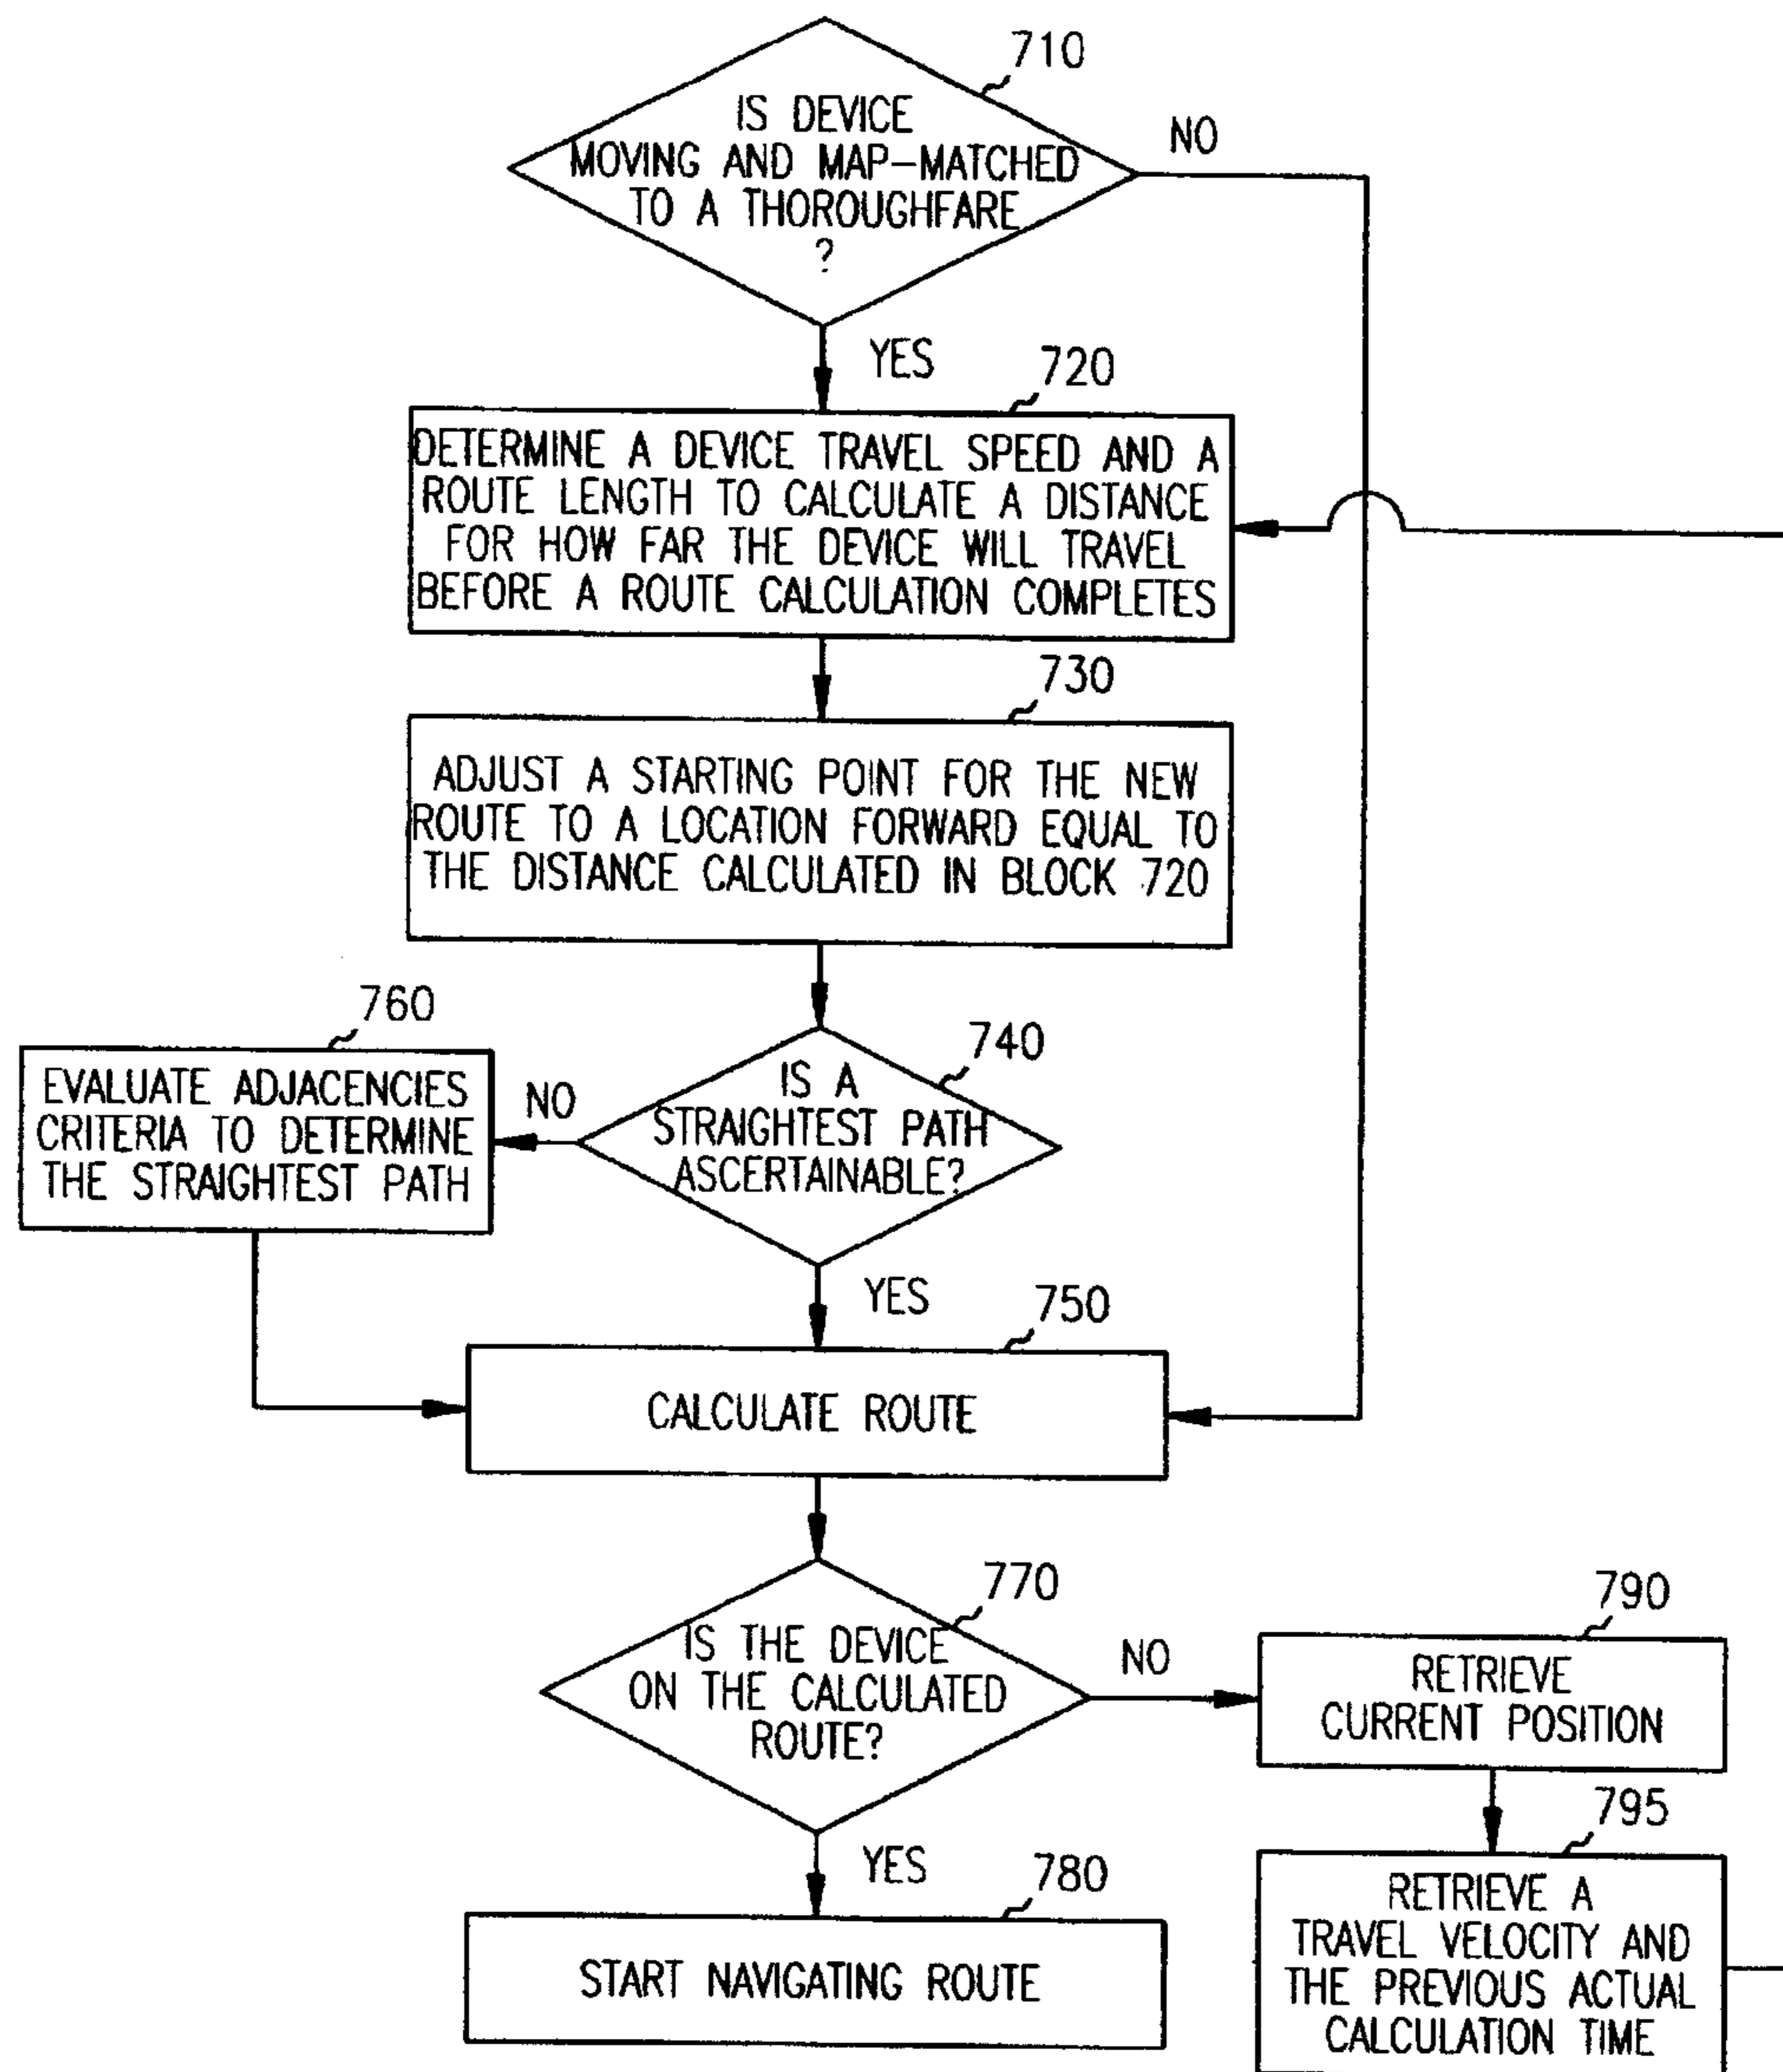 710
IS DEVICE
MOVING AND MAP-MATCHED
TO A THOROUGHFARE
?
NO
YES
720
DETERMINE A DEVICE TRAVEL SPEED AND A
ROUTE LENGTH TO CALCULATE A DISTANCE
FOR HOW FAR THE DEVICE WILL TRAVEL
BEFORE A ROUTE CALCULATION COMPLETES
730
ADJUST A STARTING POINT FOR THE NEW
ROUTE TO A LOCATION FORWARD EQUAL TO
THE DISTANCE CALCULATED IN BLOCK 720
760
EVALUATE ADJACENCIES
CRITERIA TO DETERMINE
THE STRAIGHTEST PATH
NO
740
IS A
STRAIGHTEST PATH
ASCERTAINABLE?
YES
750
CALCULATE ROUTE
770
IS THE DEVICE
ON THE CALCULATED
ROUTE?
NO
790
RETRIEVE
CURRENT POSITION
YES
795
RETRIEVE A
TRAVEL VELOCITY AND
THE PREVIOUS ACTUAL
CALCULATION TIME
780
START NAVIGATING ROUTE